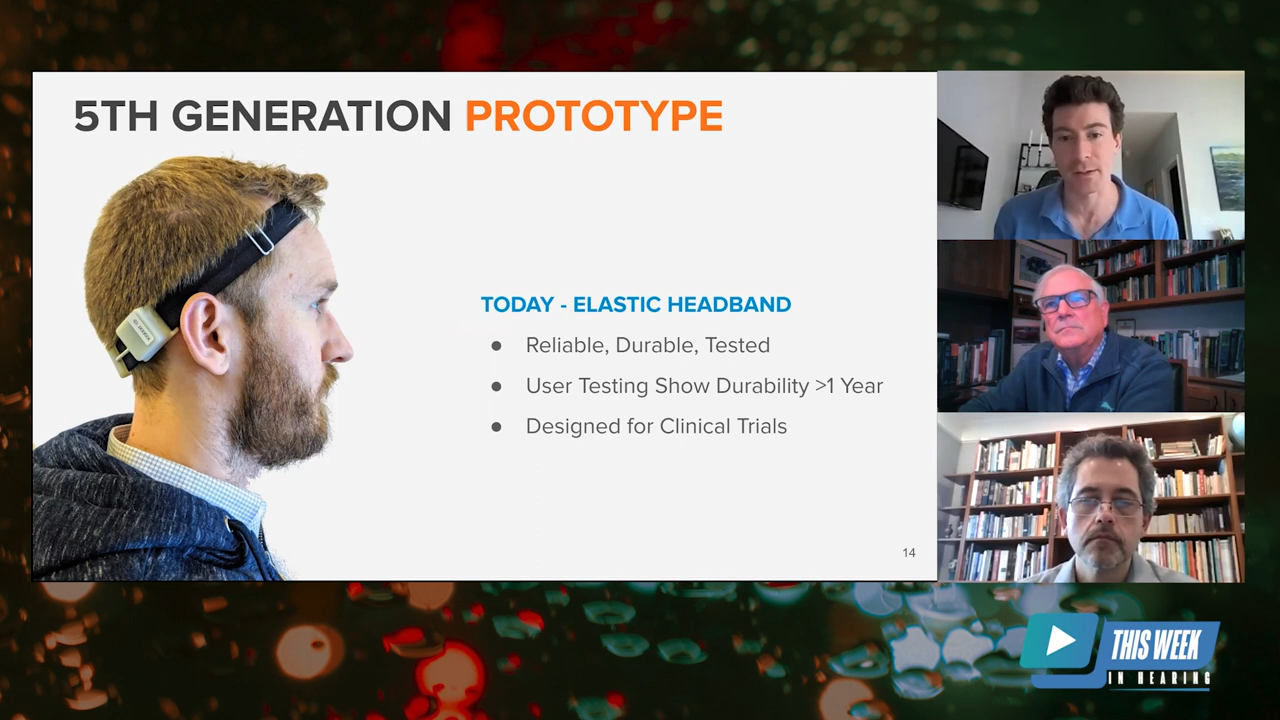 5TH GENERATION PROTOTYPE
TODAY - ELASTIC HEADBAND
● Reliable, Durable, Tested
● User Testing Show Durability >1 Year
● Designed for Clinical Trials
14
THIS WEEK
IN HEARING